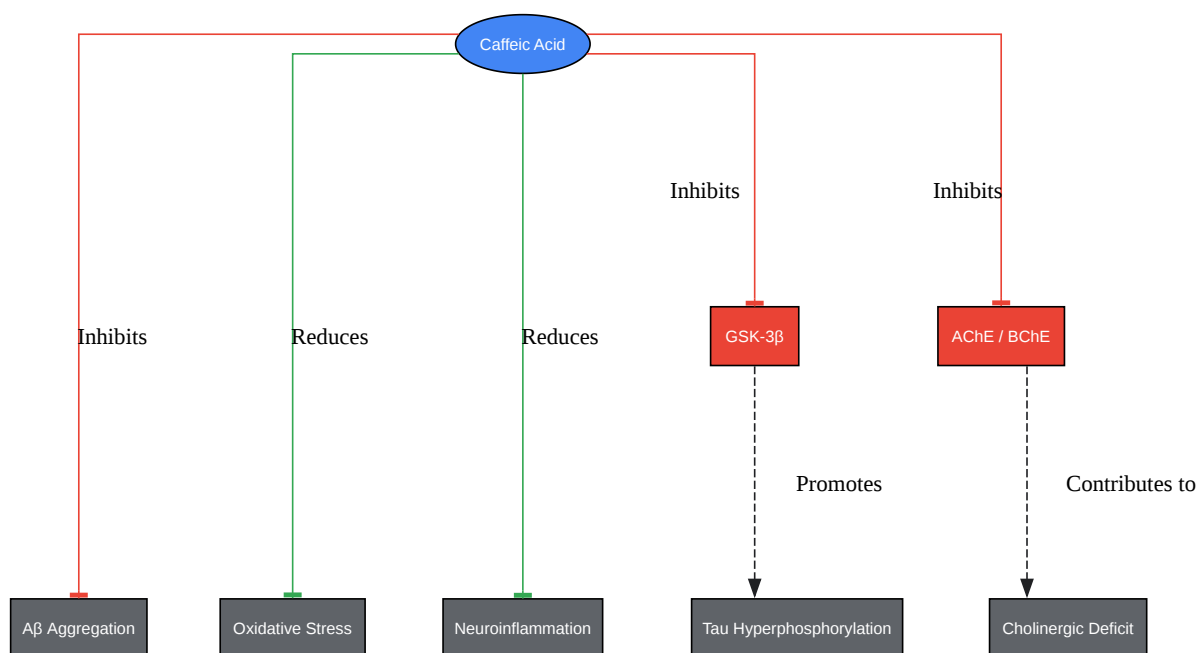 Caffeic Acid
Inhibits
Inhibits
Inhibits
Reduces
Reduces
GSK-3β
AChE / BChE
Promotes
Contributes to
Aβ Aggregation
Oxidative Stress
Neuroinflammation
Tau Hyperphosphorylation
Cholinergic Deficit